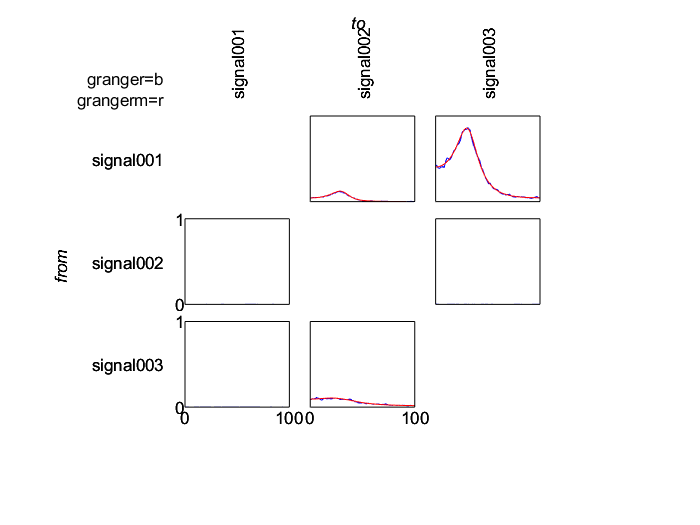 to
signal001
signal002
signal003
granger=b
grangerm=r
signal001
1
signal002
0
from
1
signal003
0
0
100
0
100